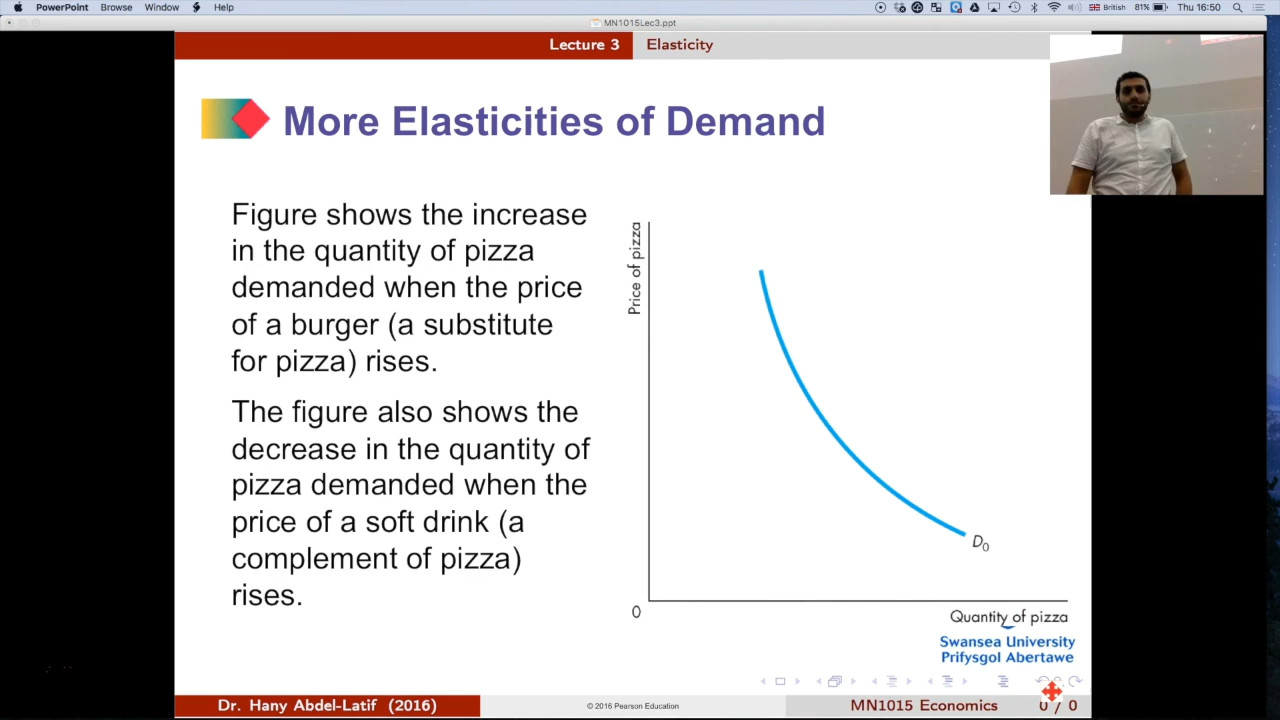 PowerPoint Browse Window Help
British 81% Thu 16:50
MN1015Lec3.ppt
Lecture 3 Elasticity
More Elasticities of Demand
Figure shows the increase
in the quantity of pizza
demanded when the price
of a burger (a substitute
for pizza) rises.
The figure also shows the
decrease in the quantity of
pizza demanded when the
price of a soft drink (a
complement of pizza)
rises.
Price of pizza
D0
0
Quantity of pizza
Swansea University
Prifysgol Abertawe
Dr. Hany Abdel-Latif (2016) © 2016 Pearson Education MN1015 Economics 0 / 0